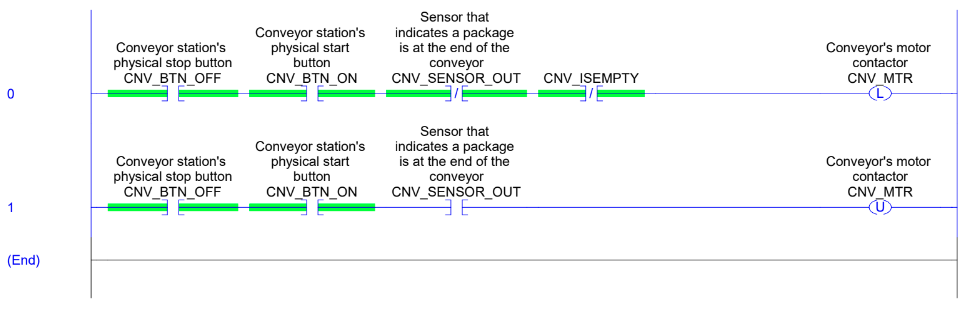 Sensor that
indicates a package
is at the end of the
conveyor
Conveyor station's
physical stop button
Conveyor station's
physical start
button
Conveyor's motor
contactor
CNV_BTN_OFF
CNV_BTN_ON
CNV_SENSOR_OUT
CNV_ISEMPTY
CNV_MTR
0
/
/
L
Sensor that
indicates a package
is at the end of the
conveyor
Conveyor station's
physical stop button
Conveyor station's
physical start
button
Conveyor's motor
contactor
CNV_BTN_OFF
CNV_BTN_ON
CNV_SENSOR_OUT
CNV_MTR
1
U
(End)